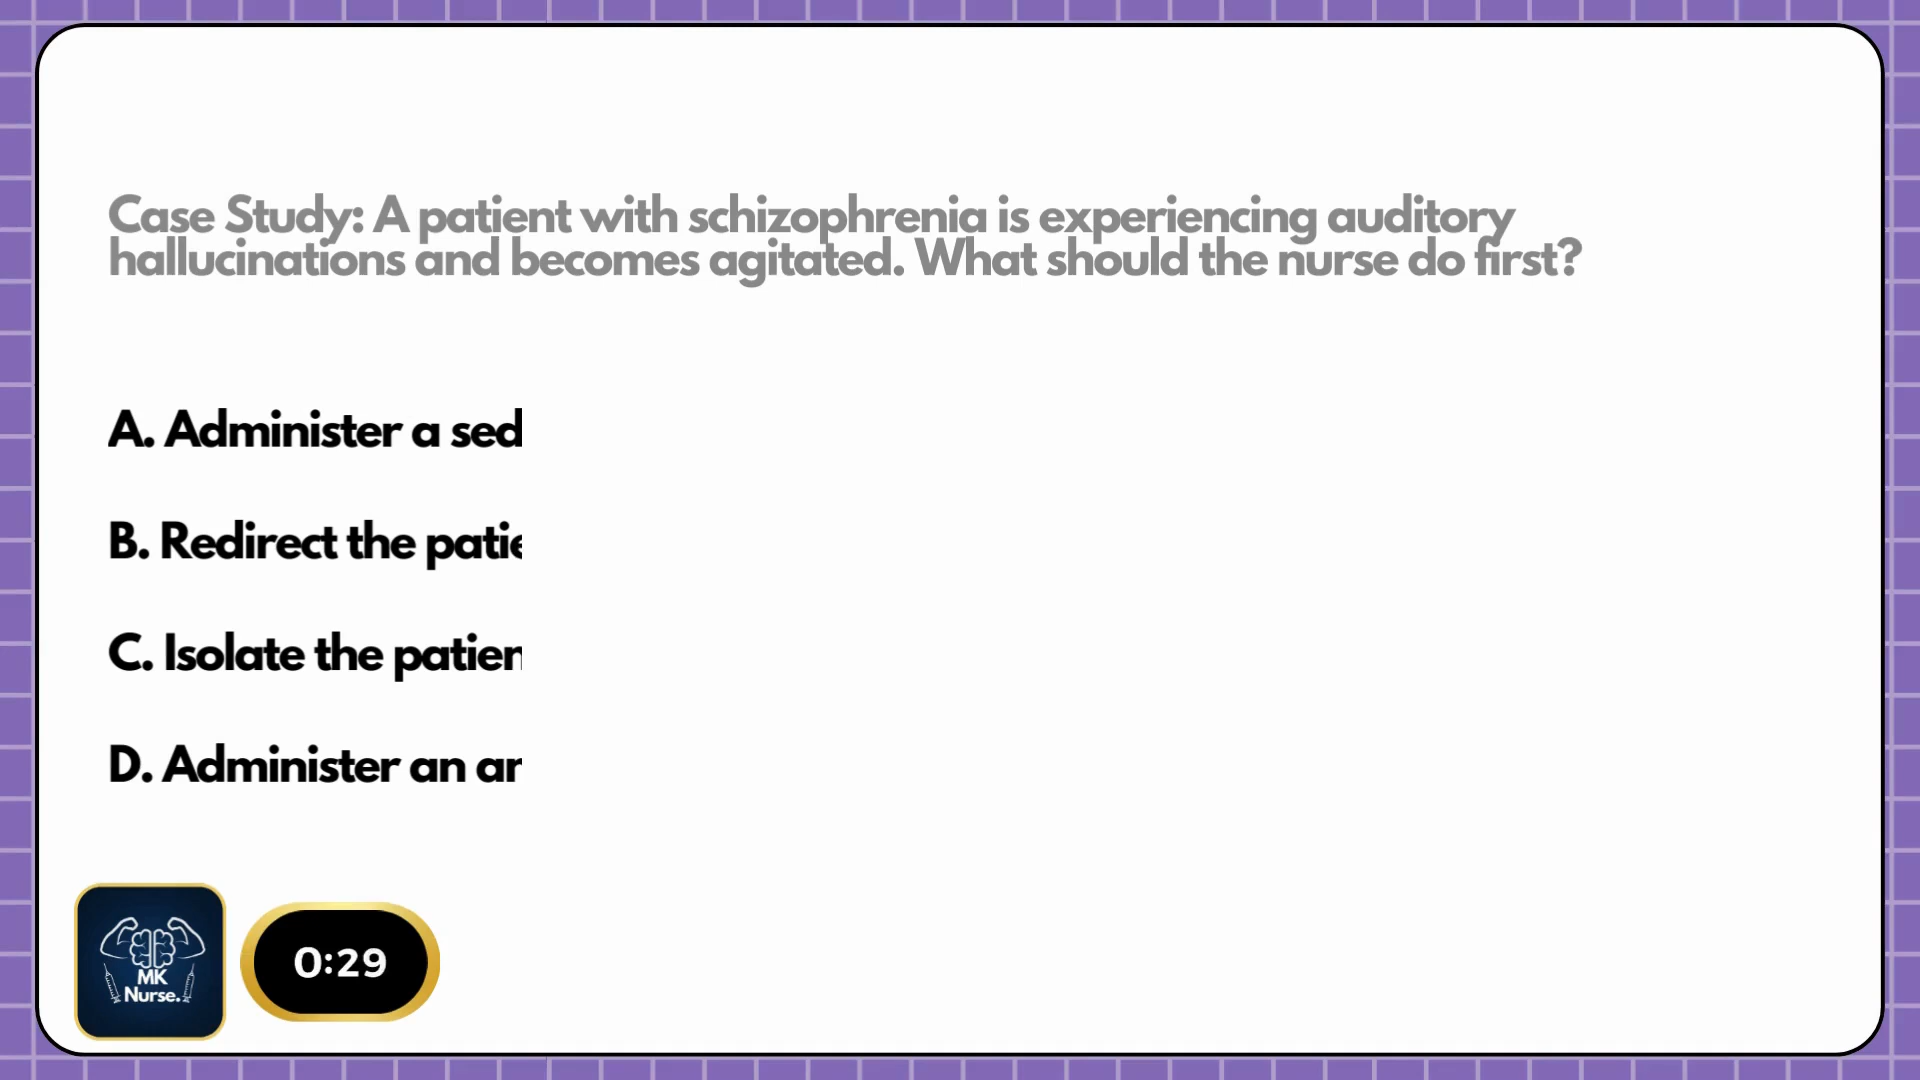 Case Study: A patient with schizophrenia is experiencing auditory
hallucinations and becomes agitated. What should the nurse do first?
A. Administer a sed
B. Redirect the patie
C. Isolate the patien
D. Administer an an
MK
Nurse.
0:29